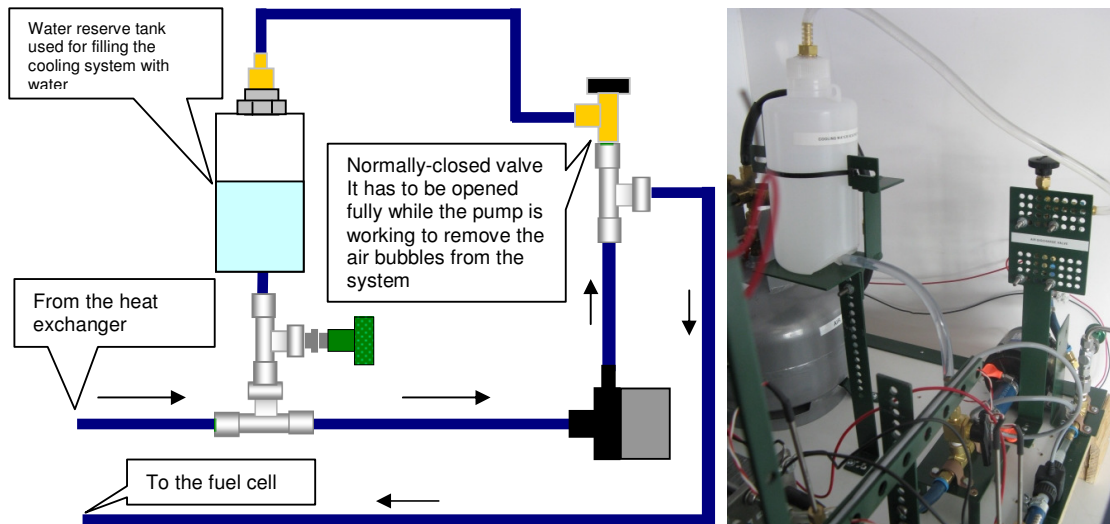 Water reserve tank
used for filling the
cooling system with
water
Normally-closed valve
It has to be opened
fully while the pump is
working to remove the
air bubbles from the
system
From the heat
exchanger
To the fuel cell